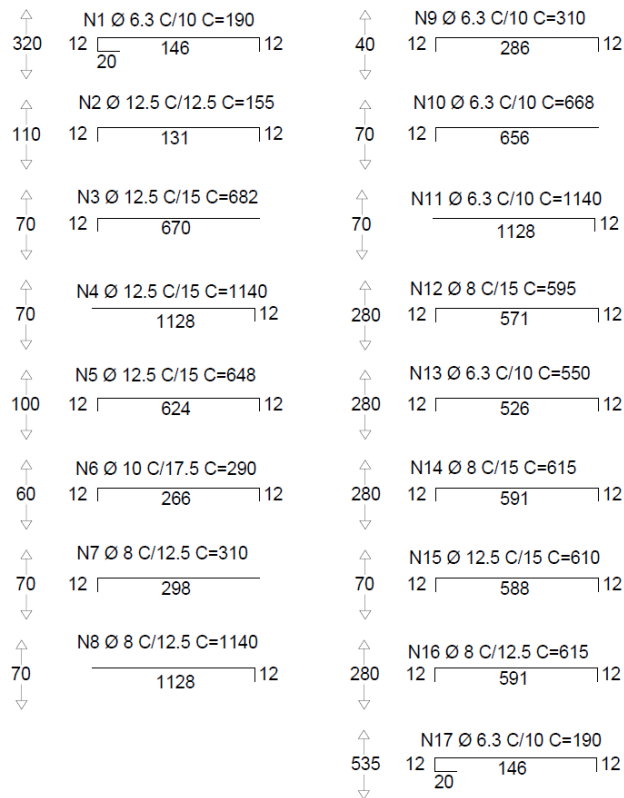 N1 Ø 6.3 C/10 C=190
320 12 146 12
20
N2 Ø 12.5 C/12.5 C=155
110 12 131 12
N3 Ø 12.5 C/15 C=682
70 12 670
N4 Ø 12.5 C/15 C=1140
70 1128 12
N5 Ø 12.5 C/15 C=648
100 12 624 12
N6 Ø 10 C/17.5 C=290
60 12 266 12
N7 Ø 8 C/12.5 C=310
70 12 298
N8 Ø 8 C/12.5 C=1140
70 1128 12
N9 Ø 6.3 C/10 C=310
40 12 286 12
N10 Ø 6.3 C/10 C=668
70 12 656
N11 Ø 6.3 C/10 C=1140
70 1128 12
N12 Ø 8 C/15 C=595
280 12 571 12
N13 Ø 6.3 C/10 C=550
280 12 526 12
N14 Ø 8 C/15 C=615
280 12 591 12
N15 Ø 12.5 C/15 C=610
70 12 588 12
N16 Ø 8 C/12.5 C=615
280 12 591 12
N17 Ø 6.3 C/10 C=190
535 12 146 12
20